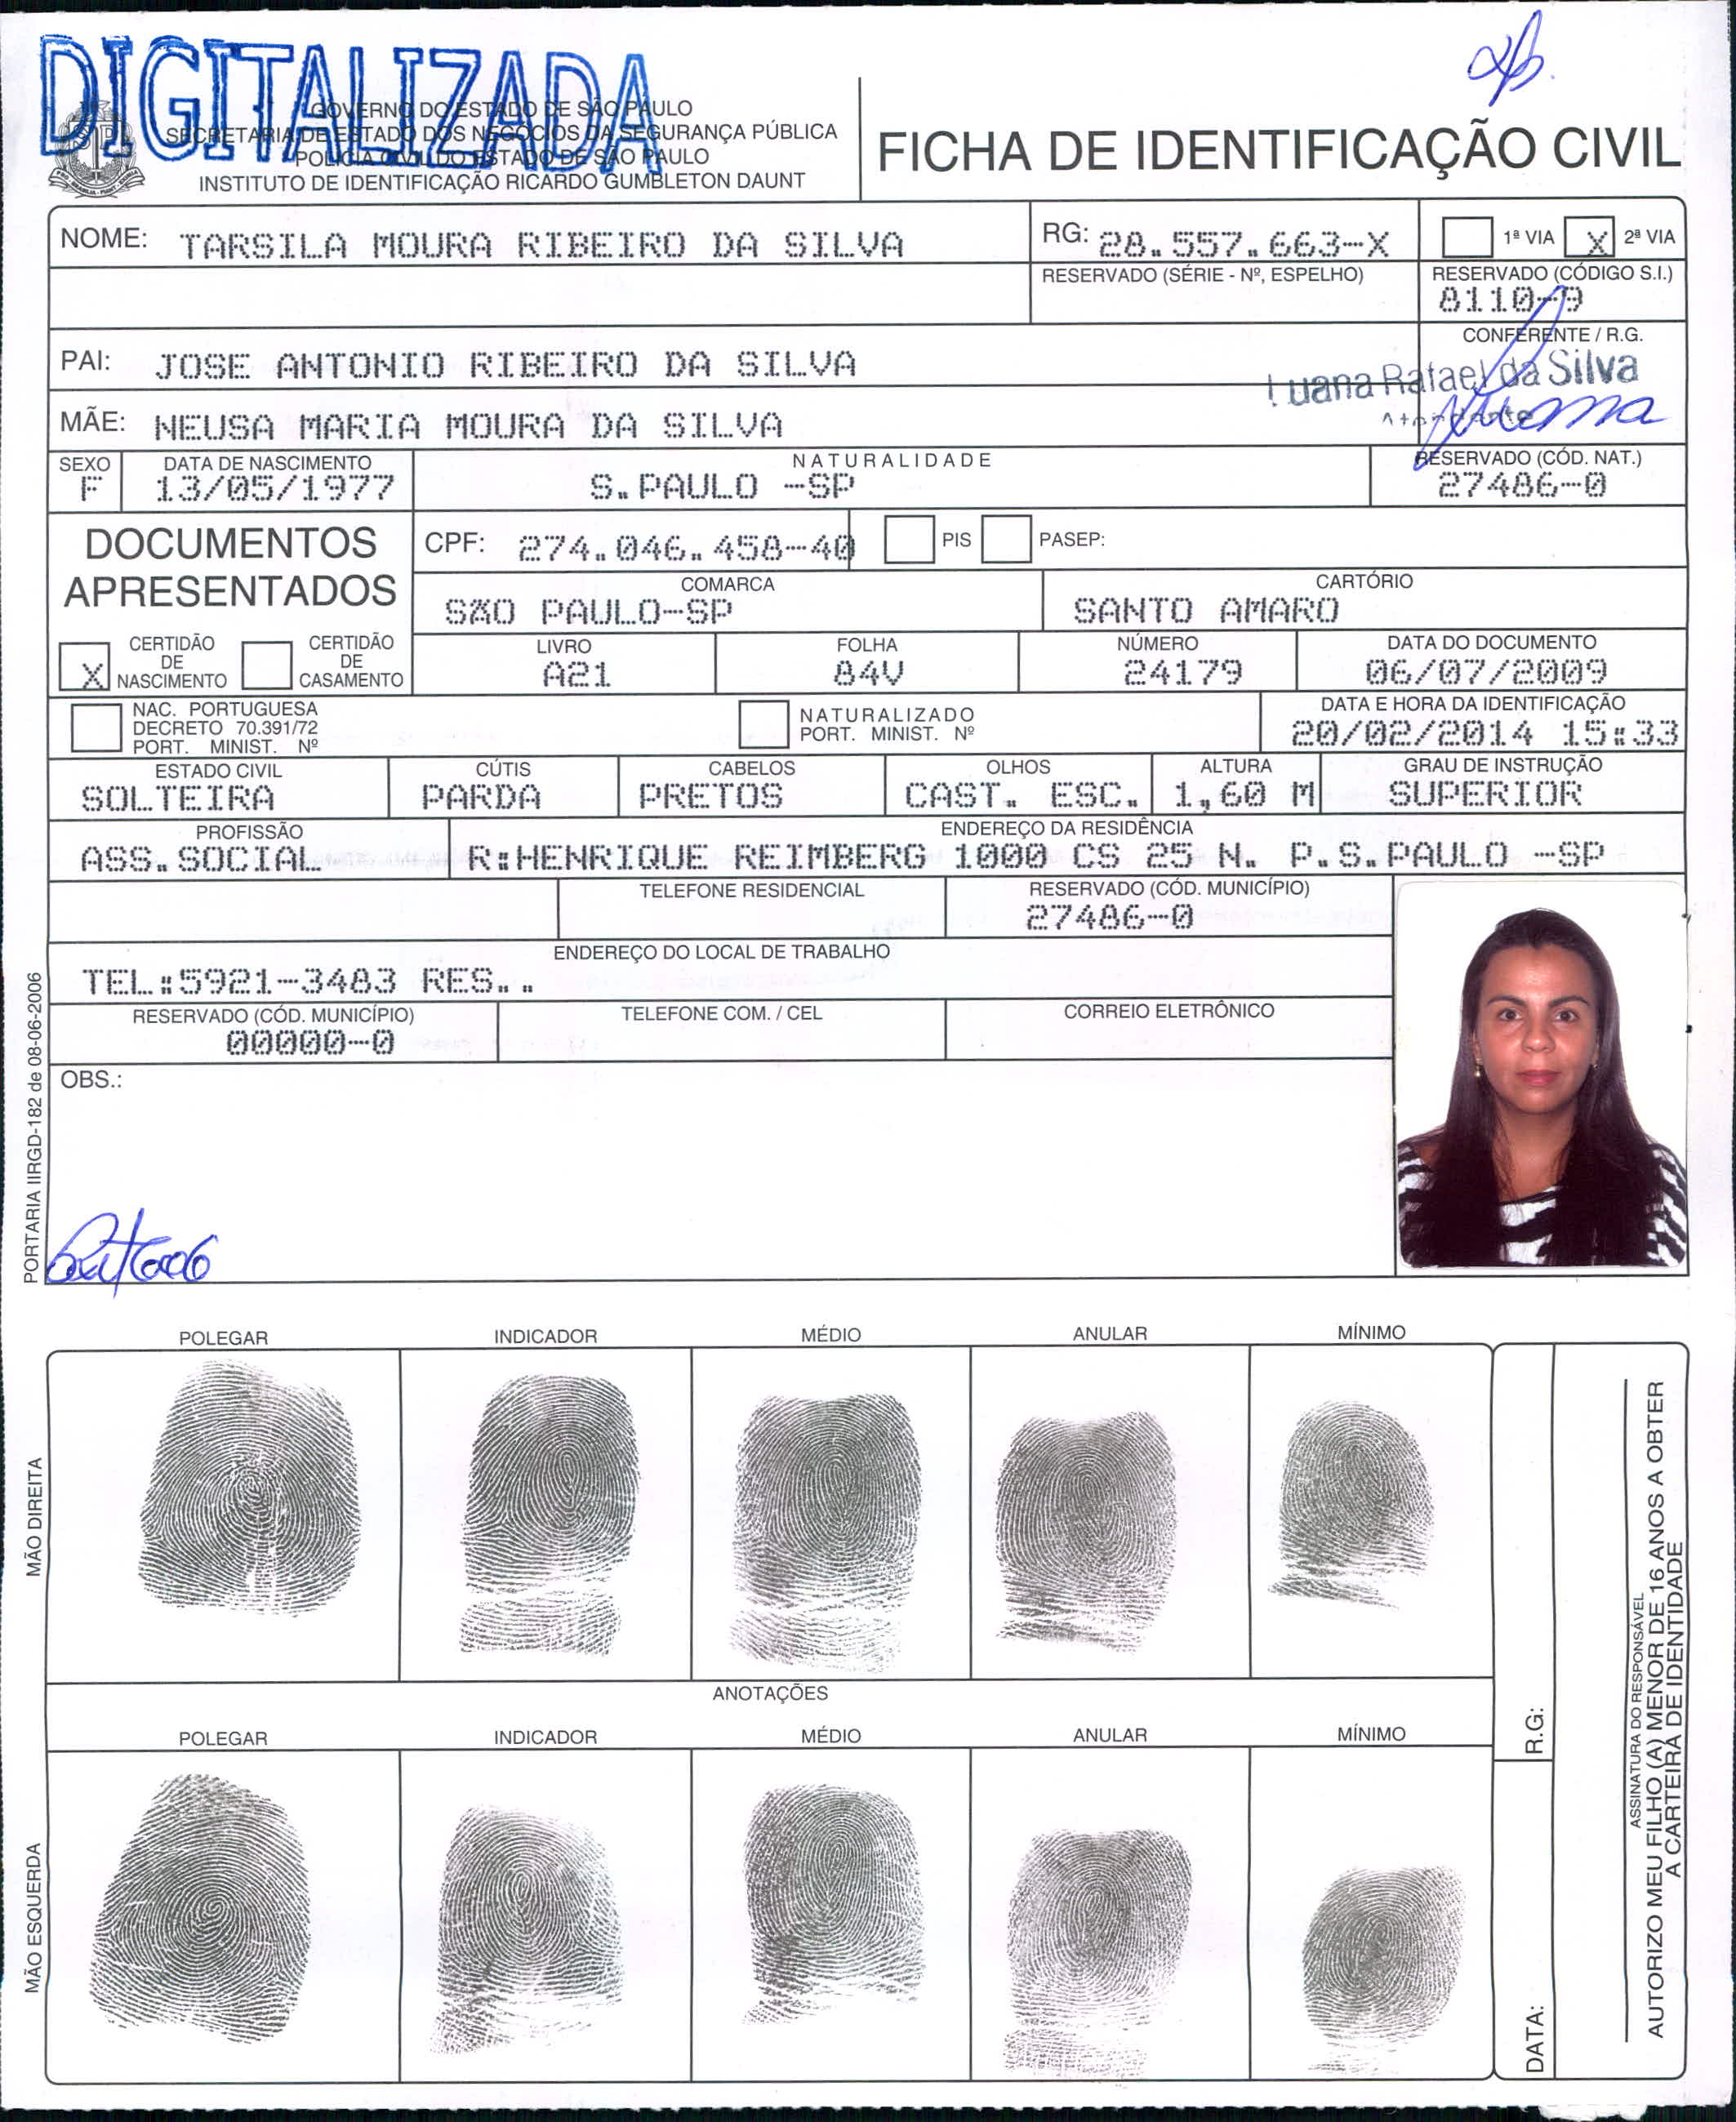 DIGITALIZADA
GOVERNO DO ESTADO DE SÃO PAULO
SECRETARIA DE ESTADO DOS NEGÓCIOS DA SEGURANÇA PÚBLICA
POLÍCIA CIVIL DO ESTADO DE SÃO PAULO
INSTITUTO DE IDENTIFICAÇÃO RICARDO GUMBLETON DAUNT
FICHA DE IDENTIFICAÇÃO CIVIL
NOME: TARSILA MOURA RIBEIRO DA SILVA
RG: 28.557.663-X
1ª VIA X 2ª VIA
RESERVADO (SÉRIE - Nº, ESPELHO)
RESERVADO (CÓDIGO S.I.)
8110-9
PAI: JOSE ANTONIO RIBEIRO DA SILVA
CONFERENTE / R.G.
Luana Rafael da Silva
Atendente
MÃE: NEUSA MARIA MOURA DA SILVA
SEXO
F
DATA DE NASCIMENTO
13/05/1977
NATURALIDADE
S.PAULO -SP
RESERVADO (CÓD. NAT.)
27486-0
DOCUMENTOS
APRESENTADOS
CPF: 274.046.458-40
PIS
PASEP:
COMARCA
SÃO PAULO-SP
CARTÓRIO
SANTO AMARO
X CERTIDÃO DE NASCIMENTO
CERTIDÃO DE CASAMENTO
LIVRO
A21
FOLHA
84V
NÚMERO
24179
DATA DO DOCUMENTO
06/07/2009
NAC. PORTUGUESA
DECRETO 70.391/72
PORT. MINIST. Nº
NATURALIZADO
PORT. MINIST. Nº
DATA E HORA DA IDENTIFICAÇÃO
20/02/2014 15:33
ESTADO CIVIL
SOLTEIRA
CÚTIS
PARDA
CABELOS
PRETOS
OLHOS
CAST. ESC.
ALTURA
1,60 M
GRAU DE INSTRUÇÃO
SUPERIOR
PROFISSÃO
ASS.SOCIAL
ENDEREÇO DA RESIDÊNCIA
R:HENRIQUE REIMBERG 1000 CS 25 N. P.S.PAULO -SP
TELEFONE RESIDENCIAL
RESERVADO (CÓD. MUNICÍPIO)
27486-0
ENDEREÇO DO LOCAL DE TRABALHO
TEL:5921-3483 RES..
RESERVADO (CÓD. MUNICÍPIO)
00000-0
TELEFONE COM. / CEL
CORREIO ELETRÔNICO
OBS.:
PORTARIA IIRGD-182 de 08-06-2006
POLEGAR INDICADOR MÉDIO ANULAR MÍNIMO
MÃO DIREITA
ANOTAÇÕES
POLEGAR INDICADOR MÉDIO ANULAR MÍNIMO
MÃO ESQUERDA
R.G:
DATA:
ASSINATURA DO RESPONSÁVEL
AUTORIZO MEU FILHO (A) MENOR DE 16 ANOS A OBTER
A CARTEIRA DE IDENTIDADE